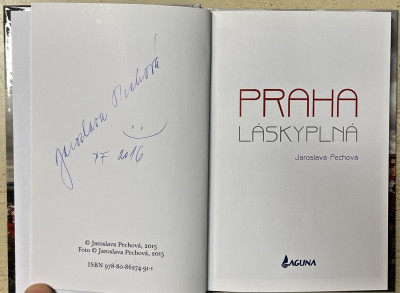 Jaroslava Pechová
PF 2016
© Jaroslava Pechová, 2015
Foto © Jaroslava Pechová, 2015
ISBN 978-80-86274-91-1
PRAHA
LÁSKYPLNÁ
Jaroslava Pechová
LAGUNA